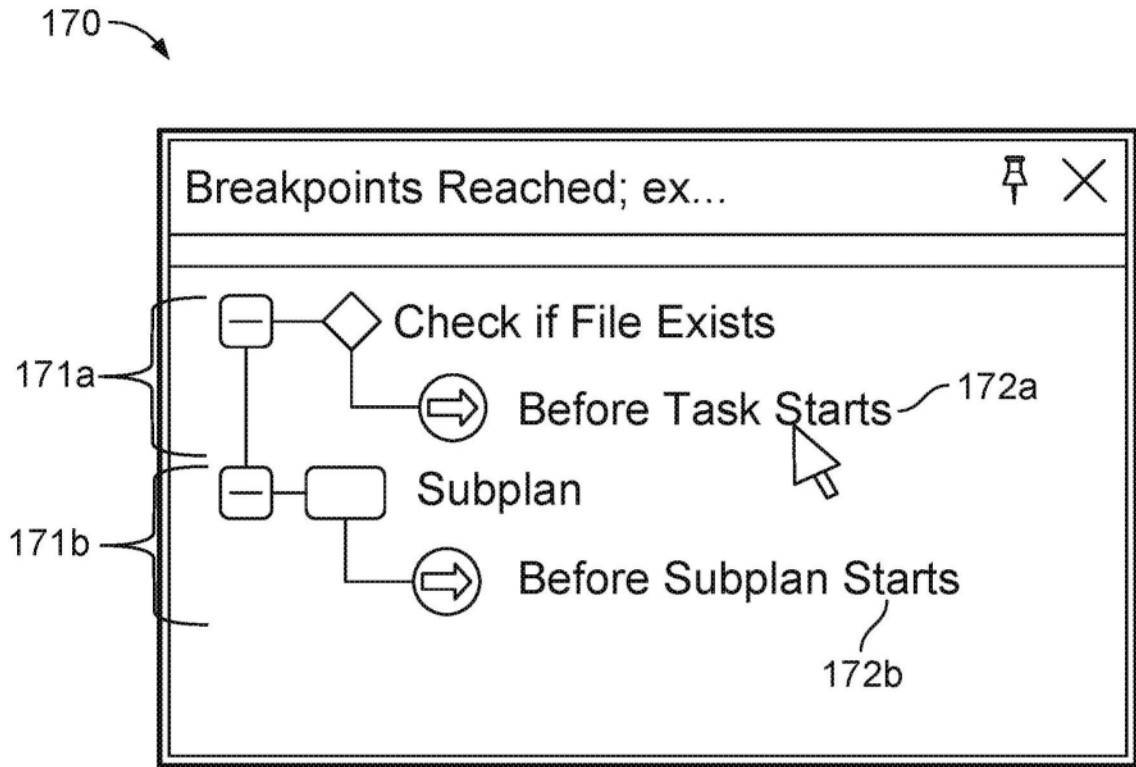 170
Breakpoints Reached; ex...
171a
Check if File Exists
Before Task Starts
172a
171b
Subplan
Before Subplan Starts
172b